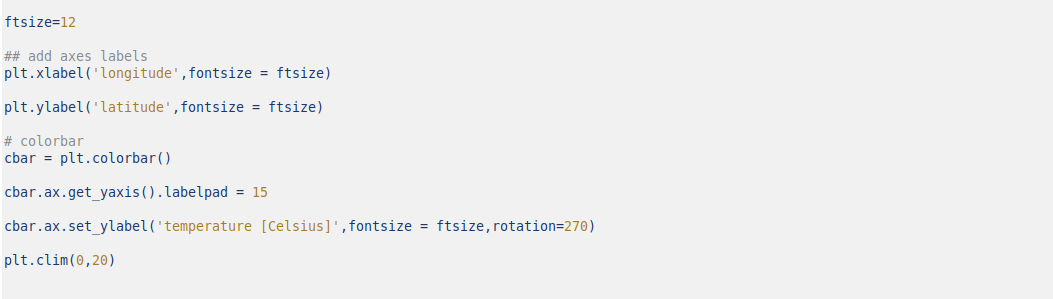 ftsize=12
## add axes labels
plt.xlabel('longitude',fontsize = ftsize)
plt.ylabel('latitude',fontsize = ftsize)
# colorbar
cbar = plt.colorbar()
cbar.ax.get_yaxis().labelpad = 15
cbar.ax.set_ylabel('temperature [Celsius]',fontsize = ftsize,rotation=270)
plt.clim(0,20)